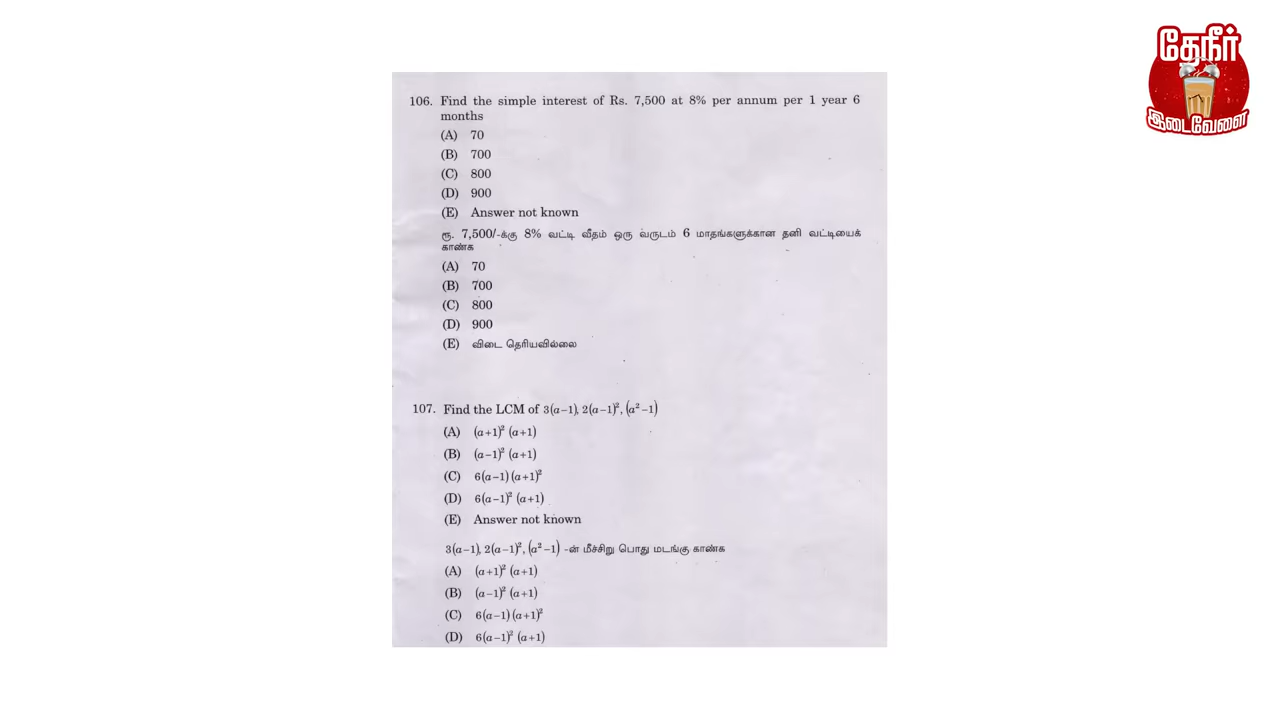 தேநீர்
இடைவேளை
106. Find the simple interest of Rs. 7,500 at 8% per annum per 1 year 6
months
(A) 70
(B) 700
(C) 800
(D) 900
(E) Answer not known
ரூ. 7,500/-க்கு 8% வட்டி வீதம் ஒரு வருடம் 6 மாதங்களுக்கான தனி வட்டியைக்
காண்க
(A) 70
(B) 700
(C) 800
(D) 900
(E) விடை தெரியவில்லை
107. Find the LCM of 3(a−1), 2(a−1)², (a²−1)
(A) (a+1)² (a+1)
(B) (a−1)² (a+1)
(C) 6(a−1)(a+1)²
(D) 6(a−1)² (a+1)
(E) Answer not known
3(a−1), 2(a−1)², (a²−1) -ன் மீச்சிறு பொது மடங்கு காண்க
(A) (a+1)² (a+1)
(B) (a−1)² (a+1)
(C) 6(a−1)(a+1)²
(D) 6(a−1)² (a+1)